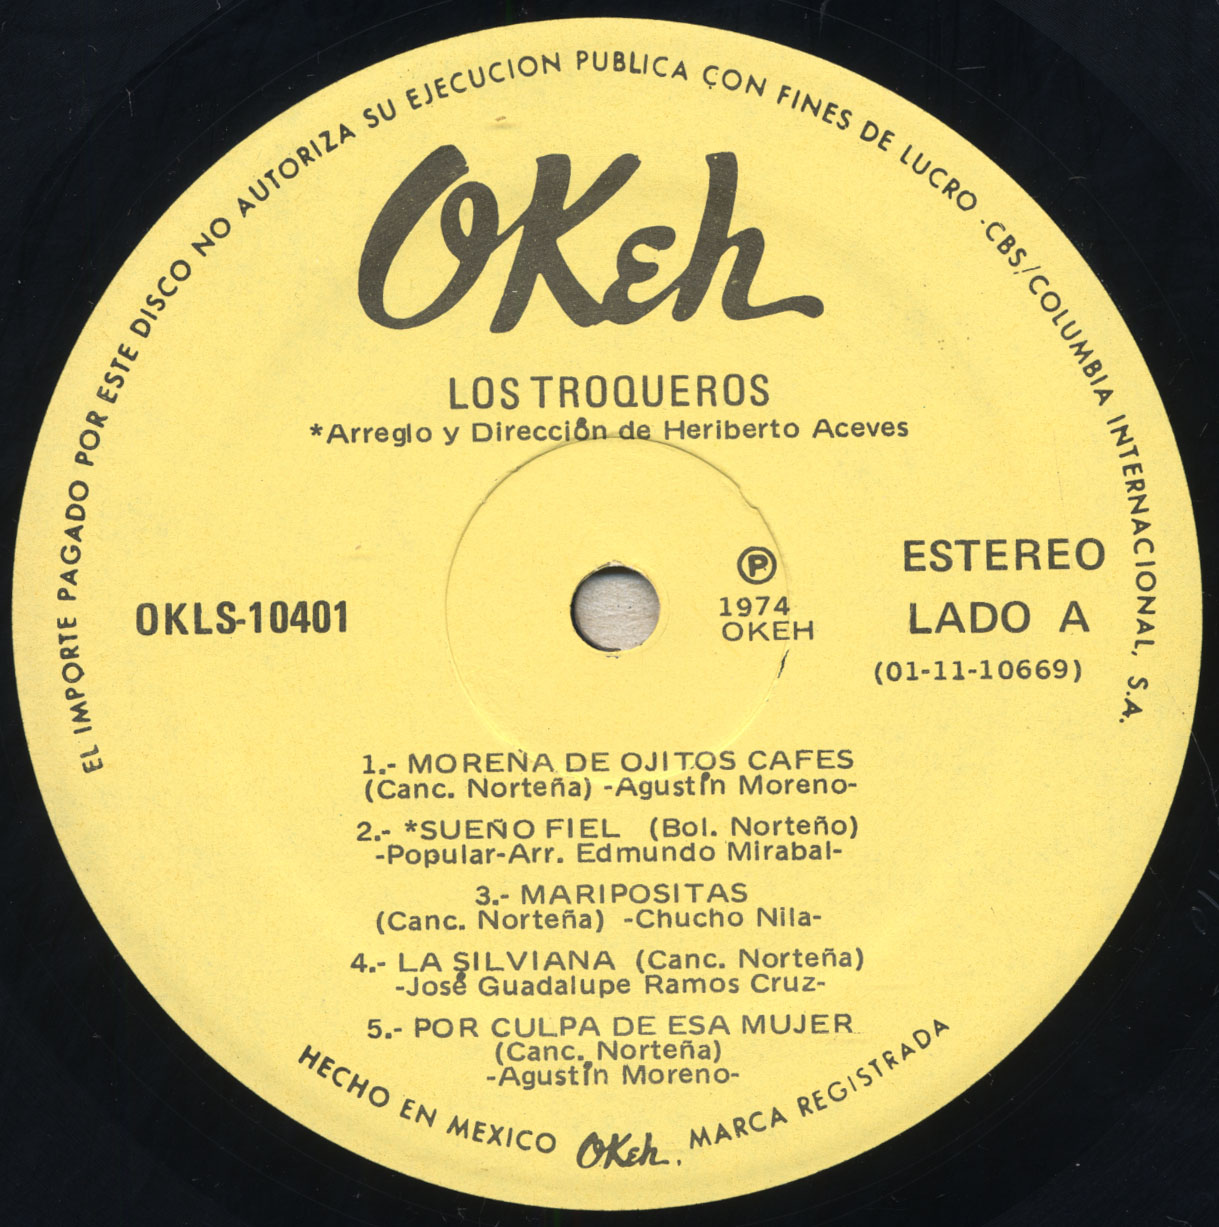 EL IMPORTE PAGADO POR ESTE DISCO NO AUTORIZA SU EJECUCION PUBLICA CON FINES DE LUCRO -CBS/COLUMBIA INTERNACIONAL, S.A.
OKeh
LOS TROQUEROS
*Arreglo y Dirección de Heriberto Aceves
OKLS-10401
Ⓟ
1974
OKEH
ESTEREO
LADO A
(01-11-10669)
1.- MOREÑA DE OJITOS CAFES
(Canc. Norteña) -Agustín Moreno-
2.- *SUEÑO FIEL (Bol. Norteño)
-Popular-Arr. Edmundo Mirabal-
3.- MARIPOSITAS
(Canc. Norteña) -Chucho Nila-
4.- LA SILVIANA (Canc. Norteña)
-José Guadalupe Ramos Cruz-
5.- POR CULPA DE ESA MUJER
(Canc. Norteña)
-Agustín Moreno-
HECHO EN MEXICO OKeh. MARCA REGISTRADA